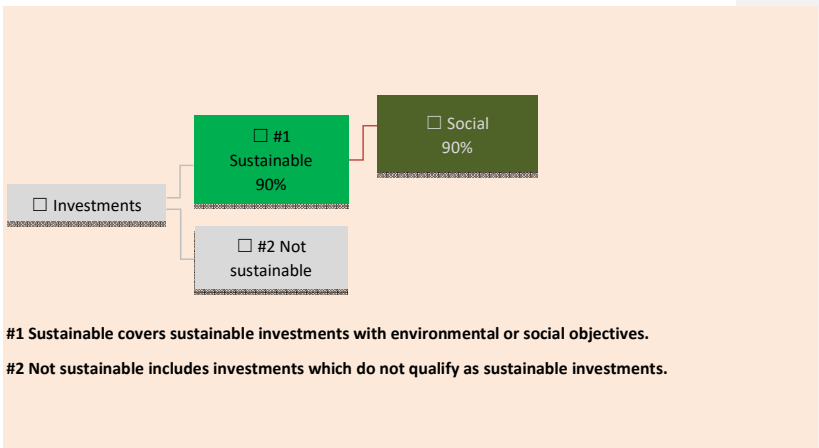 ☐ Social
90%
☐ #1
Sustainable
90%
☐ Investments
☐ #2 Not
sustainable
#1 Sustainable covers sustainable investments with environmental or social objectives.
#2 Not sustainable includes investments which do not qualify as sustainable investments.